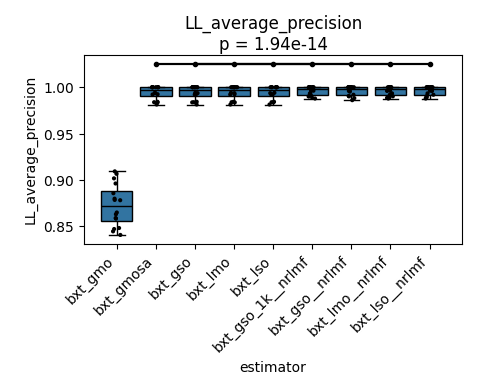 LL_average_precision
p = 1.94e-14
LL_average_precision
1.00
0.95
0.90
0.85
bxt_gmo
bxt_gmosa
bxt_gso
bxt_lmo
bxt_lso
bxt_gso_1k__nrlmf
bxt_gso__nrlmf
bxt_lmo__nrlmf
bxt_lso__nrlmf
estimator